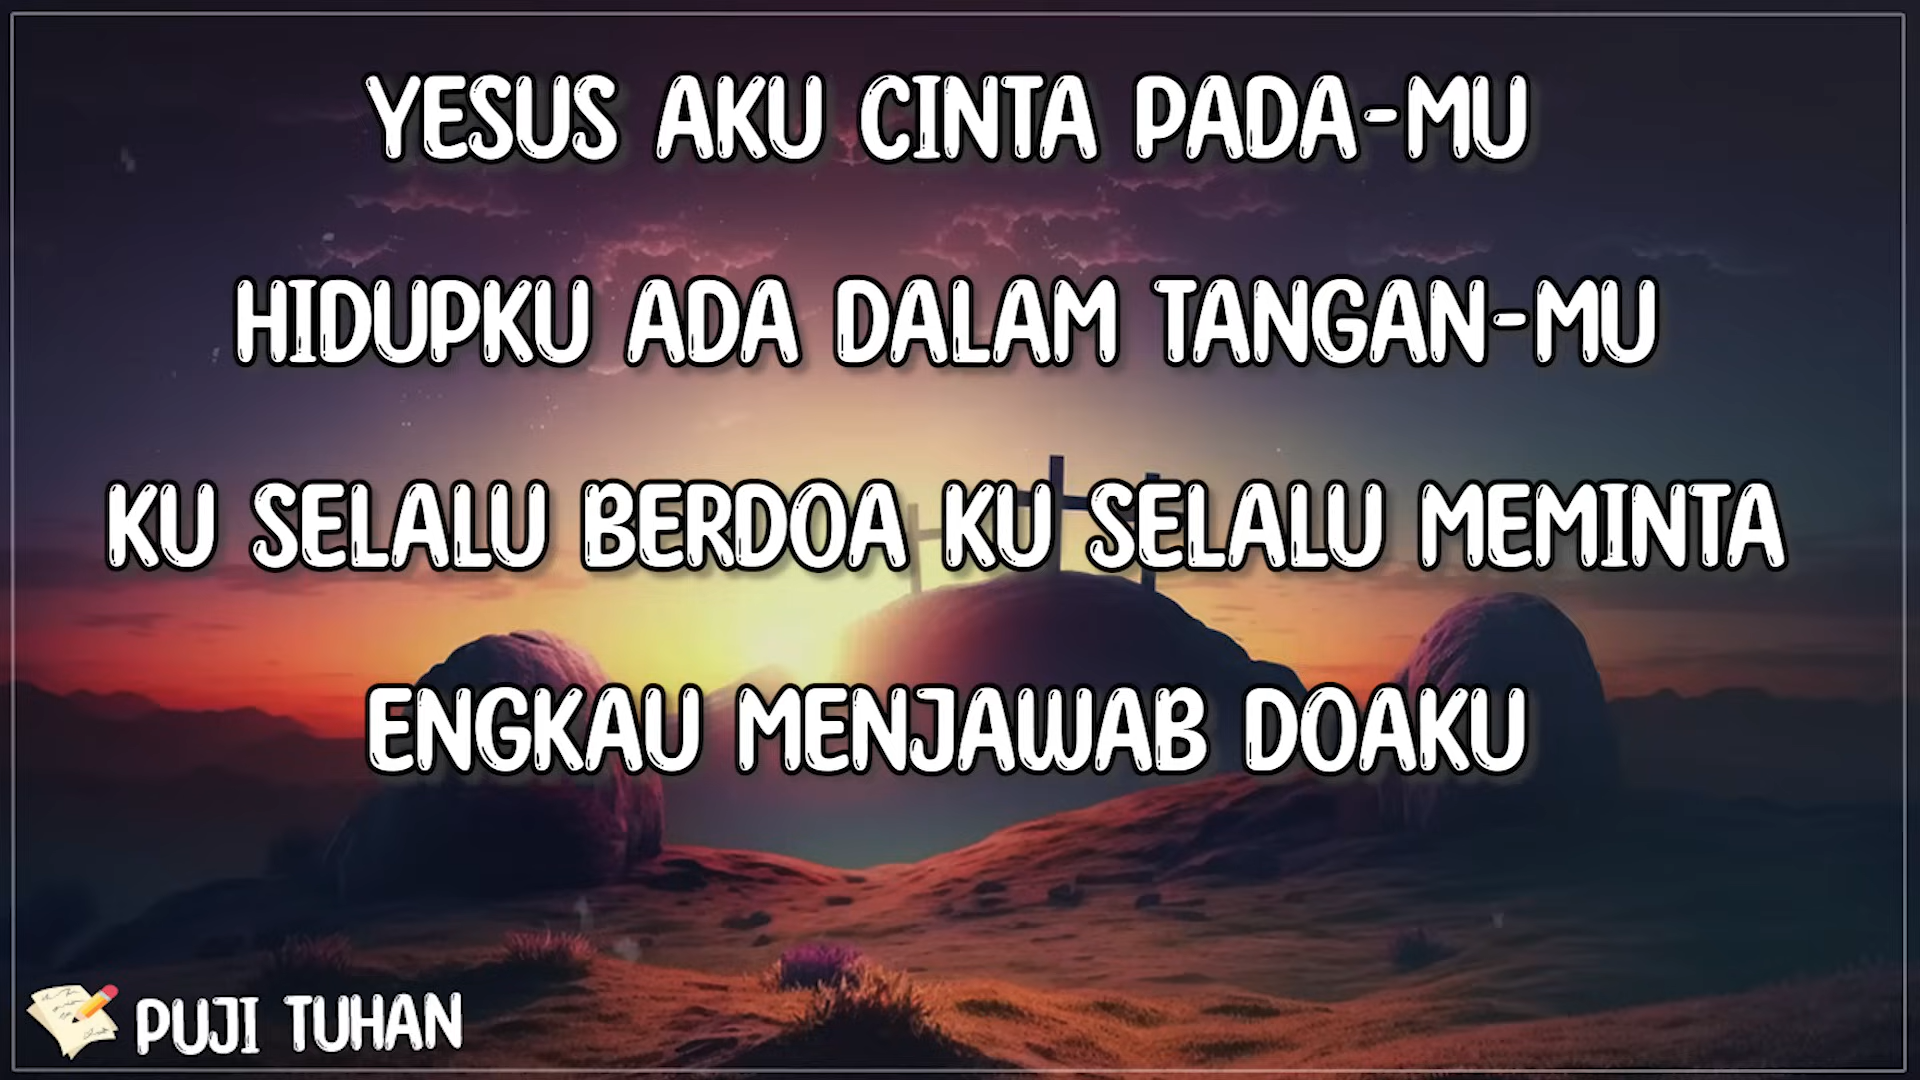 YESUS AKU CINTA PADA-MU
HIDUPKU ADA DALAM TANGAN-MU
KU SELALU BERDOA KU SELALU MEMINTA
ENGKAU MENJAWAB DOAKU
PUJI TUHAN